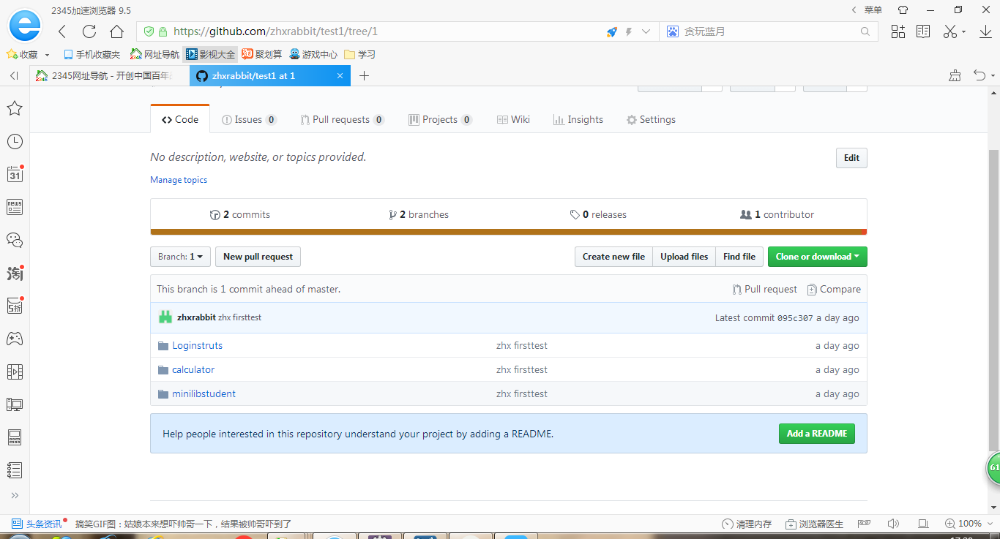 2345加速浏览器 9.5
菜单
https://github.com/zhxrabbit/test1/tree/1
贪玩蓝月
收藏 手机收藏夹 网址导航 影视大全 聚划算 游戏中心 学习
2345网址导航 - 开创中国百年
zhxrabbit/test1 at 1
Code Issues 0 Pull requests 0 Projects 0 Wiki Insights Settings
No description, website, or topics provided.
Edit
Manage topics
2 commits 2 branches 0 releases 1 contributor
Branch: 1 New pull request Create new file Upload files Find file Clone or download
This branch is 1 commit ahead of master. Pull request Compare
zhxrabbit zhx firsttest Latest commit 095c307 a day ago
Loginstruts zhx firsttest a day ago
calculator zhx firsttest a day ago
minilibstudent zhx firsttest a day ago
Help people interested in this repository understand your project by adding a README. Add a README
31
news
淘
5折
61
头条资讯 搞笑GIF图：姑娘本来想吓帅哥一下，结果被帅哥吓到了 清理内存 浏览器医生 100%